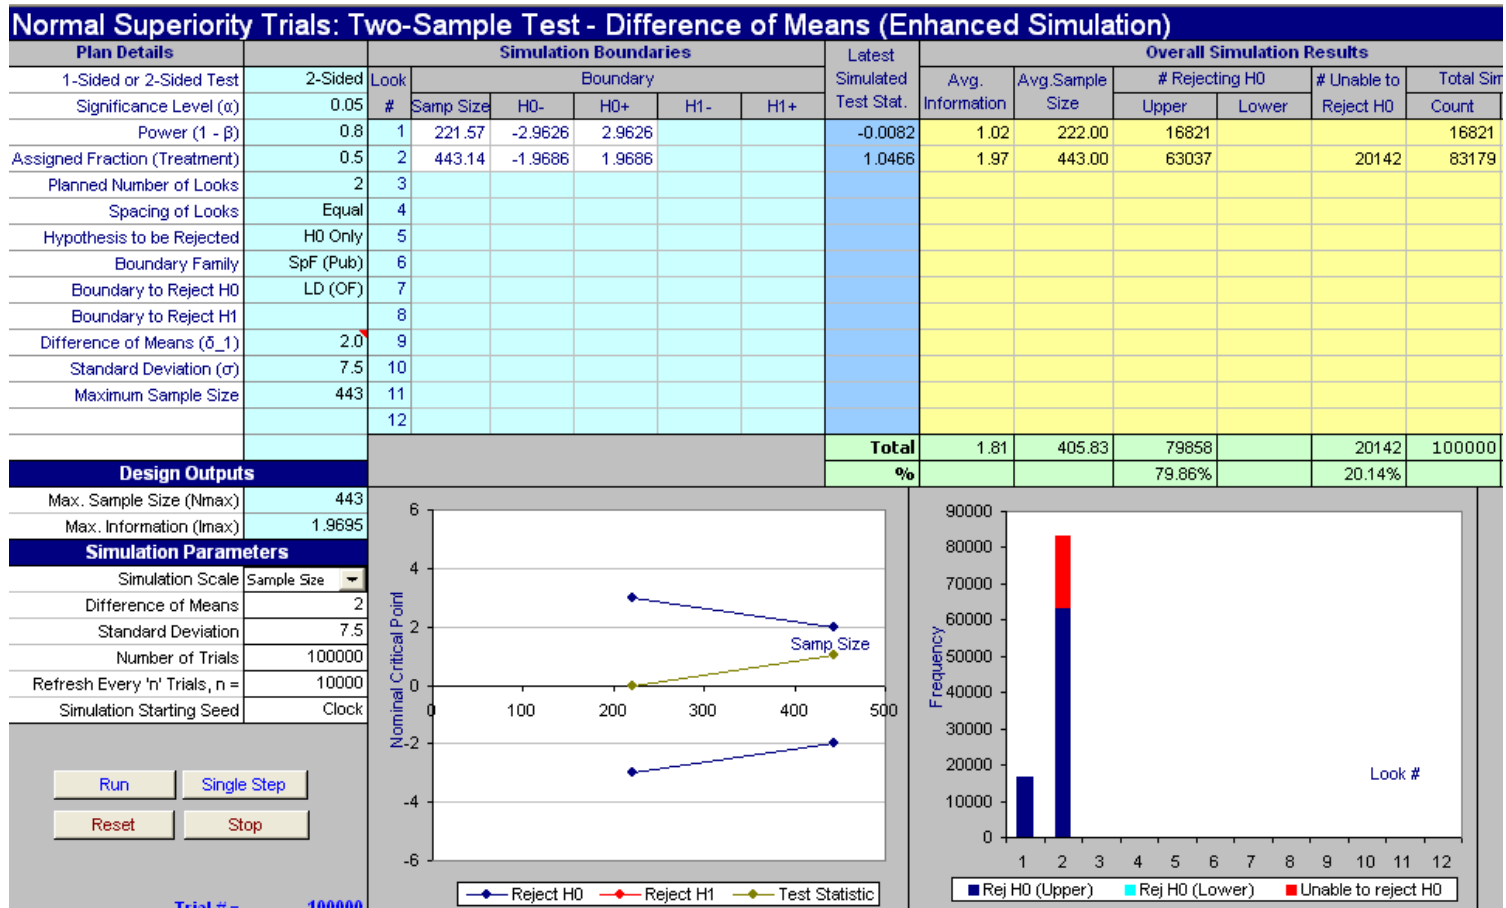 Normal Superiority Trials: Two-Sample Test - Difference of Means (Enhanced Simulation)
Plan Details Simulation Boundaries Latest Overall Simulation Results
1-Sided or 2-Sided Test 2-Sided Look Boundary Simulated Avg. Avg.Sample # Rejecting H0 # Unable to Total Sim
Significance Level (α) 0.05 # Samp Size H0- H0+ H1- H1+ Test Stat. Information Size Upper Lower Reject H0 Count
Power (1 - β) 0.8 1 221.57 -2.9626 2.9626 -0.0082 1.02 222.00 16821 16821
Assigned Fraction (Treatment) 0.5 2 443.14 -1.9686 1.9686 1.0466 1.97 443.00 63037 20142 83179
Planned Number of Looks 2 3
Spacing of Looks Equal 4
Hypothesis to be Rejected H0 Only 5
Boundary Family SpF (Pub) 6
Boundary to Reject H0 LD (OF) 7
Boundary to Reject H1 8
Difference of Means (δ_1) 2.0 9
Standard Deviation (σ) 7.5 10
Maximum Sample Size 443 11
12
Total 1.81 405.83 79858 20142 100000
Design Outputs % 79.86% 20.14%
Max. Sample Size (Nmax) 443
Max. Information (Imax) 1.9695
Simulation Parameters
Simulation Scale Sample Size
Difference of Means 2
Standard Deviation 7.5
Number of Trials 100000
Refresh Every 'n' Trials, n = 10000
Simulation Starting Seed Clock
Run Single Step
Reset Stop
Trial # = 100000
6
4
2
0
-2
-4
-6
Nominal Critical Point
Samp Size
0 100 200 300 400 500
Reject H0 Reject H1 Test Statistic
90000
80000
70000
60000
50000
40000
30000
20000
10000
0
Frequency
Look #
1 2 3 4 5 6 7 8 9 10 11 12
Rej H0 (Upper) Rej H0 (Lower) Unable to reject H0